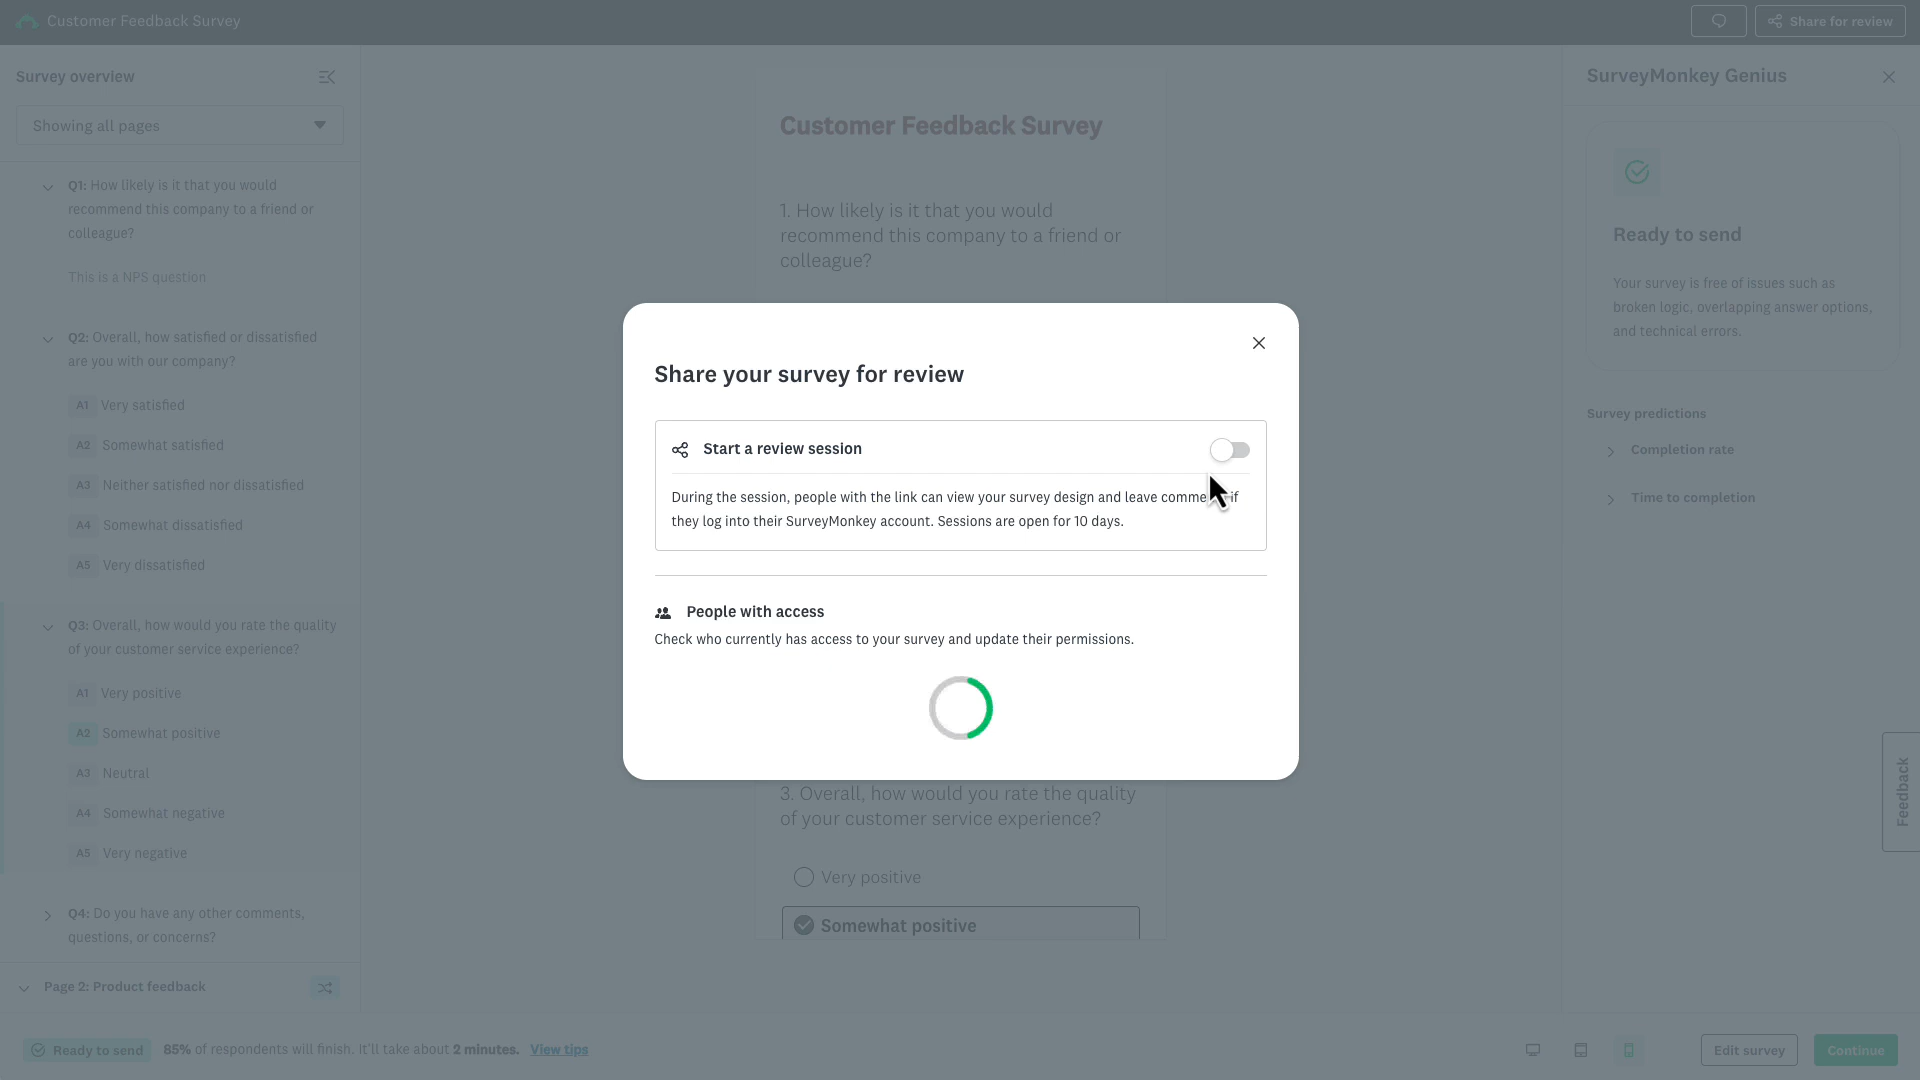 Customer Feedback Survey
Share for review
Survey overview
Showing all pages
Q1: How likely is it that you would
recommend this company to a friend or
colleague?
This is a NPS question
Q2: Overall, how satisfied or dissatisfied
are you with our company?
A1 Very satisfied
A2 Somewhat satisfied
A3 Neither satisfied nor dissatisfied
A4 Somewhat dissatisfied
A5 Very dissatisfied
Q3: Overall, how would you rate the quality
of your customer service experience?
A1 Very positive
A2 Somewhat positive
A3 Neutral
A4 Somewhat negative
A5 Very negative
Q4: Do you have any other comments,
questions, or concerns?
Page 2: Product feedback
Customer Feedback Survey
1. How likely is it that you would
recommend this company to a friend or
colleague?
Share your survey for review
Start a review session
During the session, people with the link can view your survey design and leave comme if
they log into their SurveyMonkey account. Sessions are open for 10 days.
People with access
Check who currently has access to your survey and update their permissions.
3. Overall, how would you rate the quality
of your customer service experience?
Very positive
Somewhat positive
SurveyMonkey Genius
Ready to send
Your survey is free of issues such as
broken logic, overlapping answer options,
and technical errors.
Survey predictions
Completion rate
Time to completion
Feedback
Ready to send 85% of respondents will finish. It'll take about 2 minutes. View tips
Edit survey
Continue